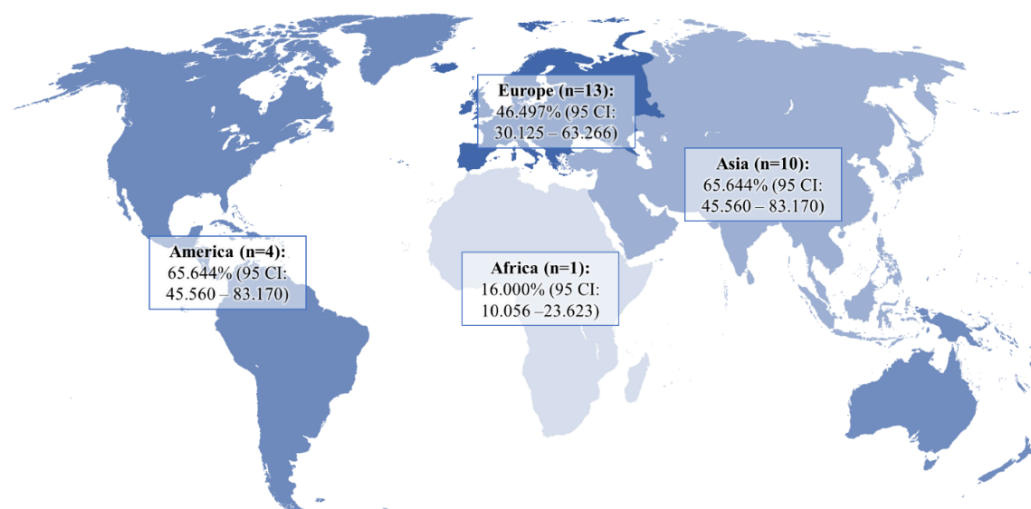 Europe (n=13):
46.497% (95 CI:
30.125 – 63.266)
Asia (n=10):
65.644% (95 CI:
45.560 – 83.170)
America (n=4):
65.644% (95 CI:
45.560 – 83.170)
Africa (n=1):
16.000% (95 CI:
10.056 –23.623)